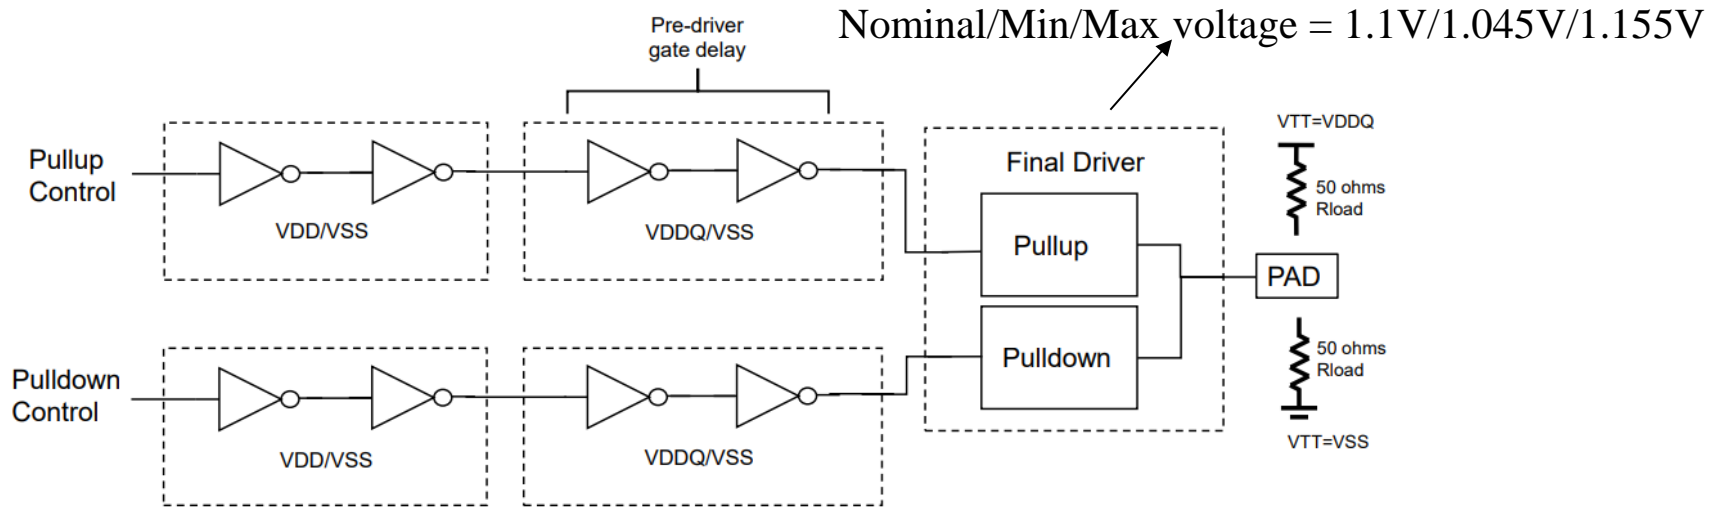 Nominal/Min/Max voltage = 1.1V/1.045V/1.155V
Pre-driver
gate delay
Pullup
Control
VDD/VSS
VDDQ/VSS
Final Driver
Pullup
Pulldown
VTT=VDDQ
50 ohms
Rload
PAD
50 ohms
Rload
VTT=VSS
Pulldown
Control
VDD/VSS
VDDQ/VSS